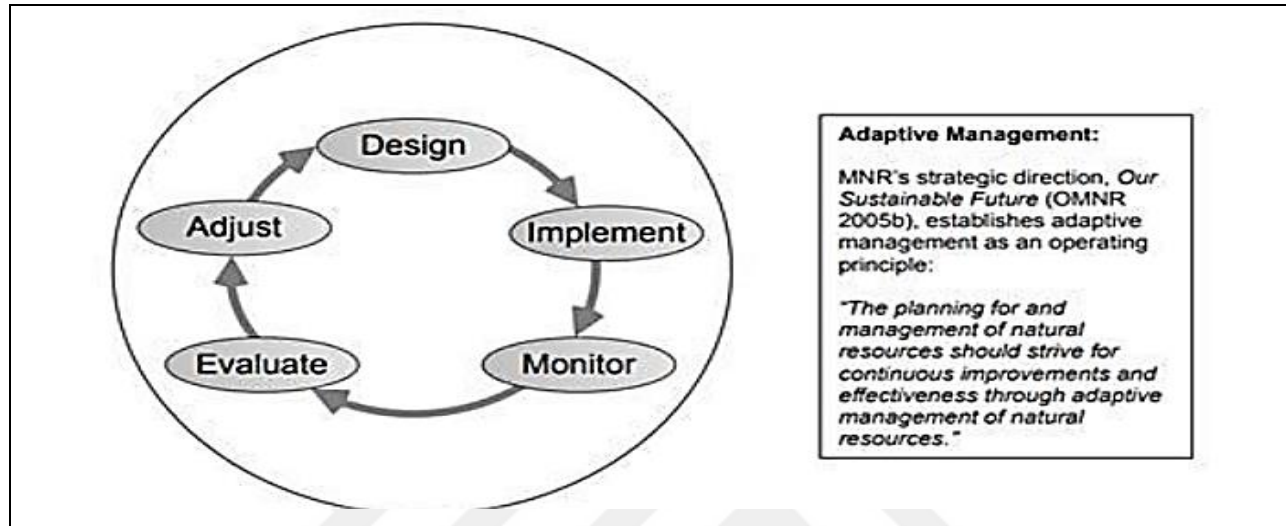 Design
Implement
Monitor
Evaluate
Adjust
Adaptive Management:
MNR's strategic direction, Our
Sustainable Future (OMNR
2005b), establishes adaptive
management as an operating
principle:
"The planning for and
management of natural
resources should strive for
continuous improvements and
effectiveness through adaptive
management of natural
resources."